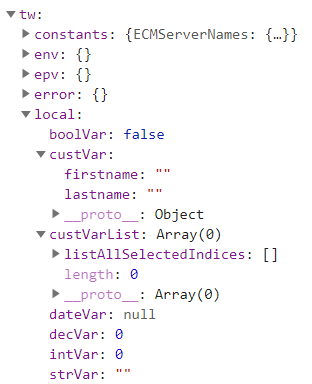 ▼ tw:
▶ constants: {ECMServerNames: {…}}
▶ env: {}
▶ epv: {}
▶ error: {}
▼ local:
boolVar: false
▼ custVar:
firstname: ""
lastname: ""
▶ __proto__: Object
▼ custVarList: Array(0)
▶ listAllSelectedIndices: []
length: 0
▶ __proto__: Array(0)
dateVar: null
decVar: 0
intVar: 0
strVar: ""